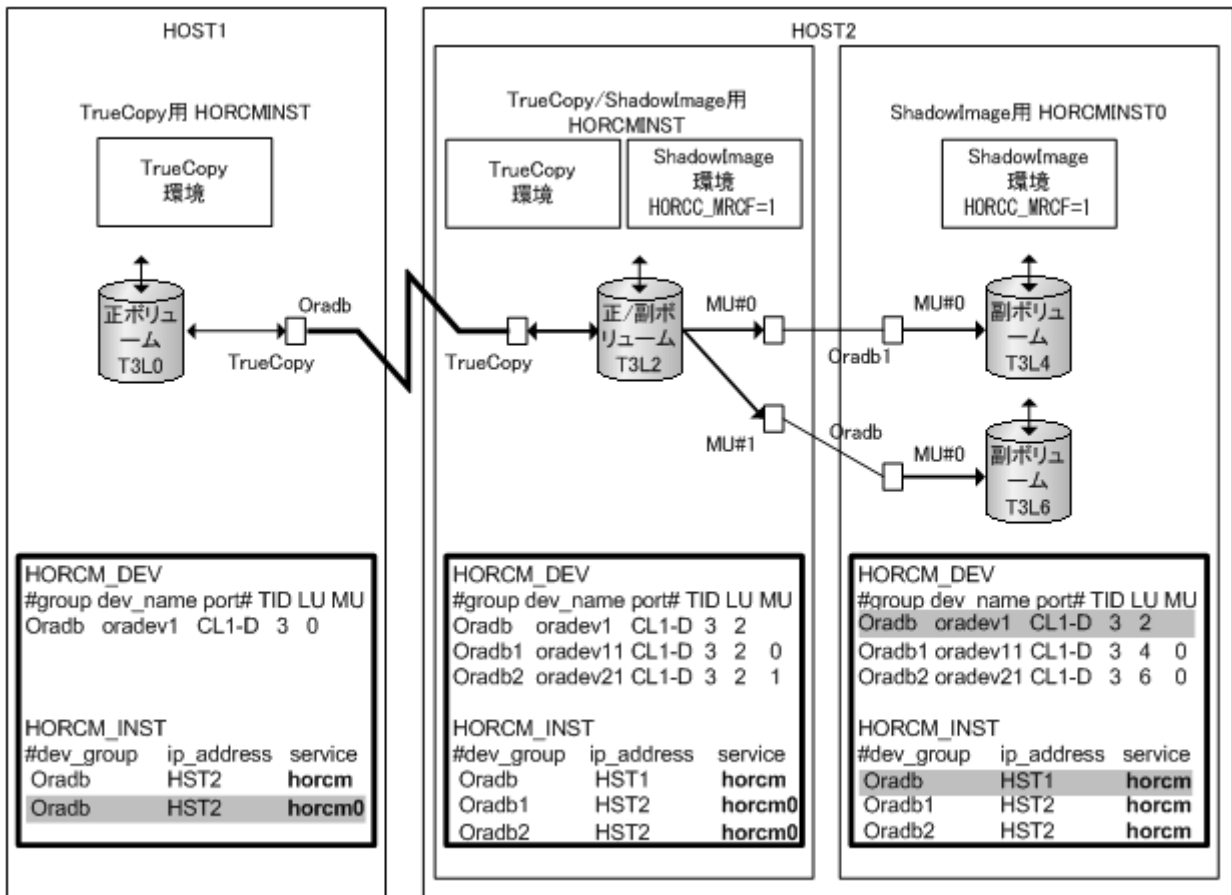 HOST1
TrueCopy用 HORCMINST
TrueCopy
環境
正ボリュ
ーム
T3L0
Oradb
TrueCopy
HORCM_DEV
#group dev_name port# TID LU MU
Oradb oradev1 CL1-D 3 0
HORCM_INST
#dev_group ip_address service
Oradb HST2 horcm
Oradb HST2 horcm0
HOST2
TrueCopy/ShadowImage用
HORCMINST
TrueCopy
環境
ShadowImage
環境
HORCC_MRCF=1
TrueCopy
正/副ボ
リューム
T3L2
MU#0
MU#1
HORCM_DEV
#group dev_name port# TID LU MU
Oradb oradev1 CL1-D 3 2
Oradb1 oradev11 CL1-D 3 2 0
Oradb2 oradev21 CL1-D 3 2 1
HORCM_INST
#dev_group ip_address service
Oradb HST1 horcm
Oradb1 HST2 horcm0
Oradb2 HST2 horcm0
ShadowImage用 HORCMINST0
ShadowImage
環境
HORCC_MRCF=1
Oradb1
MU#0
副ボリュ
ーム
T3L4
Oradb
MU#0
副ボリュ
ーム
T3L6
HORCM_DEV
#group dev_name port# TID LU MU
Oradb oradev1 CL1-D 3 2
Oradb1 oradev11 CL1-D 3 4 0
Oradb2 oradev21 CL1-D 3 6 0
HORCM_INST
#dev_group ip_address service
Oradb HST1 horcm
Oradb1 HST2 horcm
Oradb2 HST2 horcm